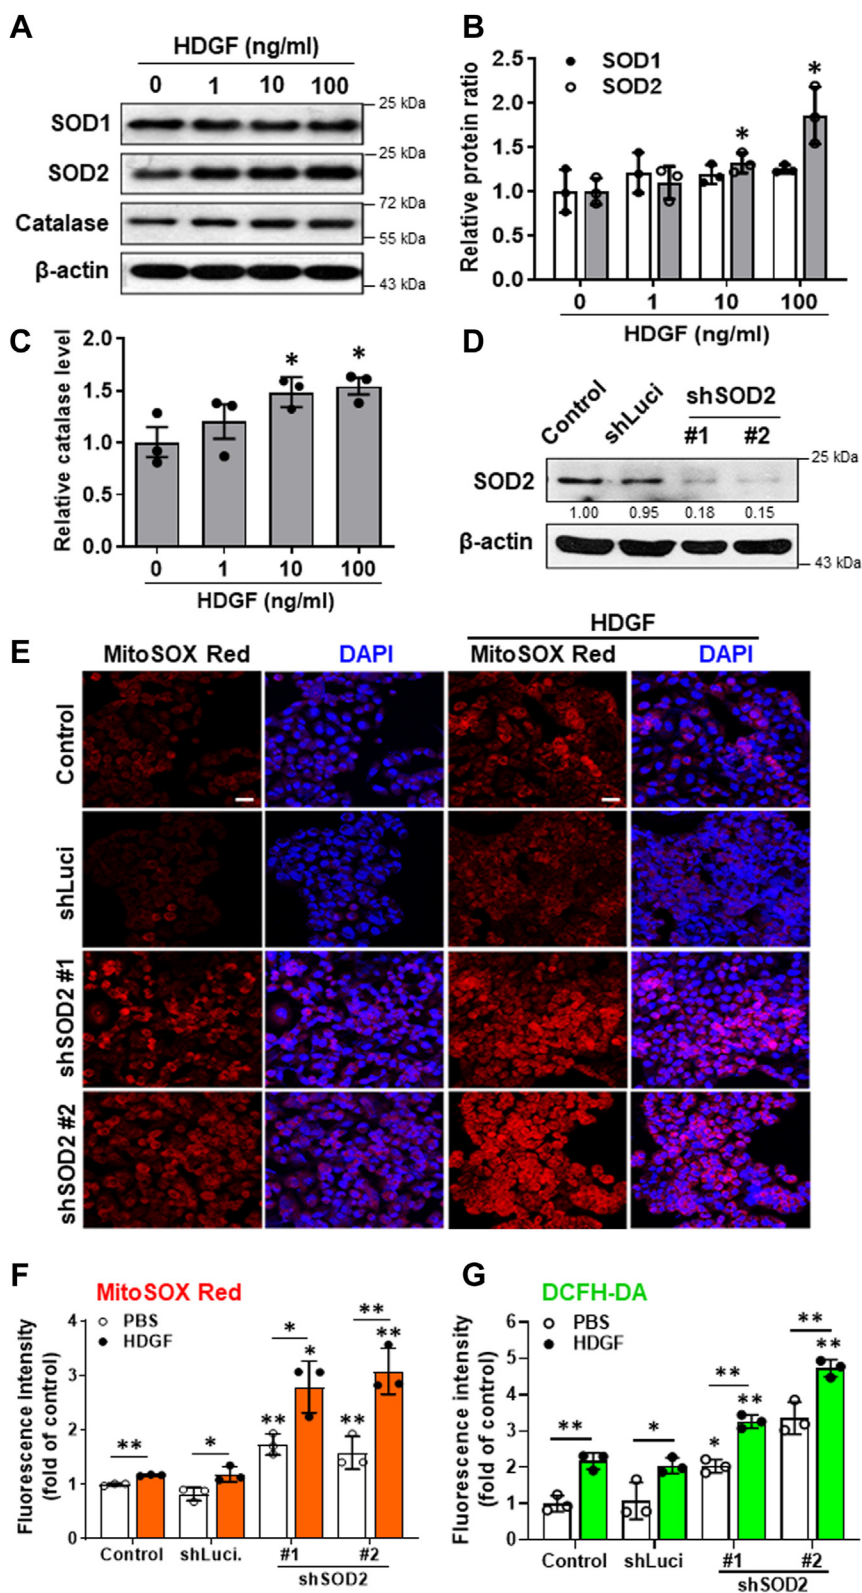 A
HDGF (ng/ml)
0 1 10 100
SOD1
25 kDa
SOD2
25 kDa
Catalase
72 kDa
55 kDa
β-actin
43 kDa
B
Relative protein ratio
2.5
2.0
1.5
1.0
0.5
0.0
SOD1
SOD2
*
*
0 1 10 100
HDGF (ng/ml)
C
Relative catalase level
2.0
1.5
1.0
0.5
0.0
* *
0 1 10 100
HDGF (ng/ml)
D
Control
shLuci
shSOD2
#1 #2
SOD2
25 kDa
1.00 0.95 0.18 0.15
β-actin
43 kDa
E
HDGF
MitoSOX Red DAPI MitoSOX Red DAPI
Control
shLuci
shSOD2 #1
shSOD2 #2
F
MitoSOX Red
Fluorescence Intensity
(fold of control)
4
3
2
1
0
PBS
HDGF
**
*
**
*
*
**
**
**
Control shLuci. #1 #2
shSOD2
G
DCFH-DA
Fluorescence intensity
(fold of control)
6
5
4
3
2
1
0
PBS
HDGF
**
*
*
**
**
**
**
Control shLuci #1 #2
shSOD2